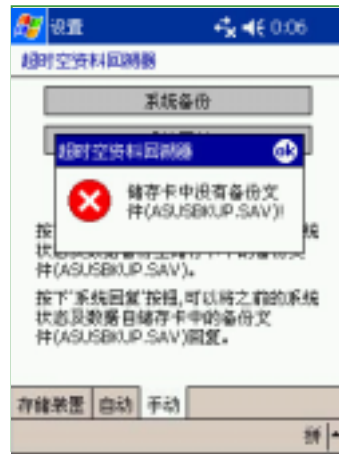 设置 0:06
超时空资料回溯器
系统备份
超时空资料回溯器 ok
储存卡中没有备份文
件(ASUSBKUP.SAV)!
按 统
件(ASUSBKUP.SAV)。
按下'系统回复'按钮,可以将之前的系统
状态及数据自储存卡中的备份文
件(ASUSBKUP.SAV)回复。
存储装置 自动 手动
拼